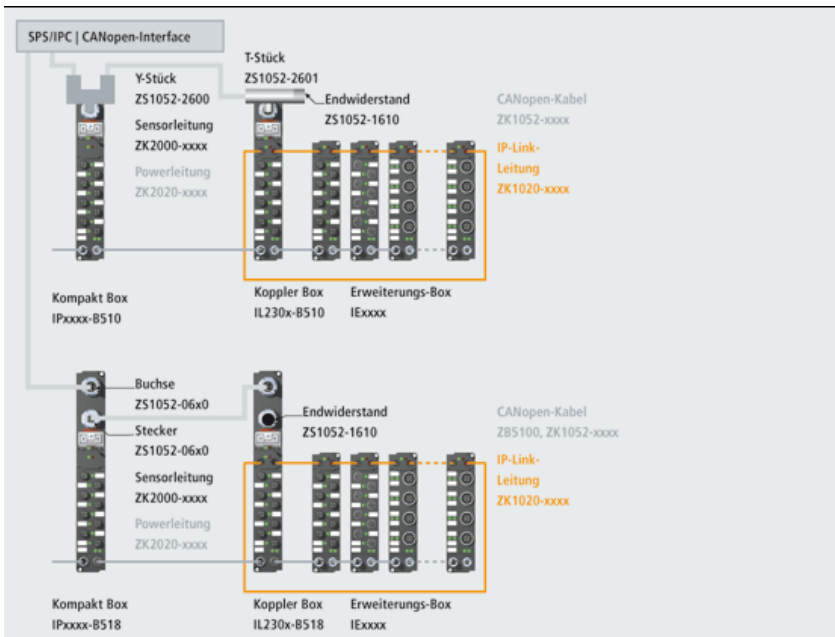 SPS/IPC | CANopen-Interface
T-Stück
ZS1052-2601
Y-Stück
ZS1052-2600
Endwiderstand
ZS1052-1610
CANopen-Kabel
ZK1052-xxxx
Sensorleitung
ZK2000-xxxx
IP-Link-
Leitung
ZK1020-xxxx
Powerleitung
ZK2020-xxxx
Kompakt Box
IPxxxx-B510
Koppler Box
IL230x-B510
Erweiterungs-Box
IExxxx
Buchse
ZS1052-06x0
Stecker
ZS1052-06x0
Endwiderstand
ZS1052-1610
CANopen-Kabel
ZB5100, ZK1052-xxxx
Sensorleitung
ZK2000-xxxx
IP-Link-
Leitung
ZK1020-xxxx
Powerleitung
ZK2020-xxxx
Kompakt Box
IPxxxx-B518
Koppler Box
IL230x-B518
Erweiterungs-Box
IExxxx